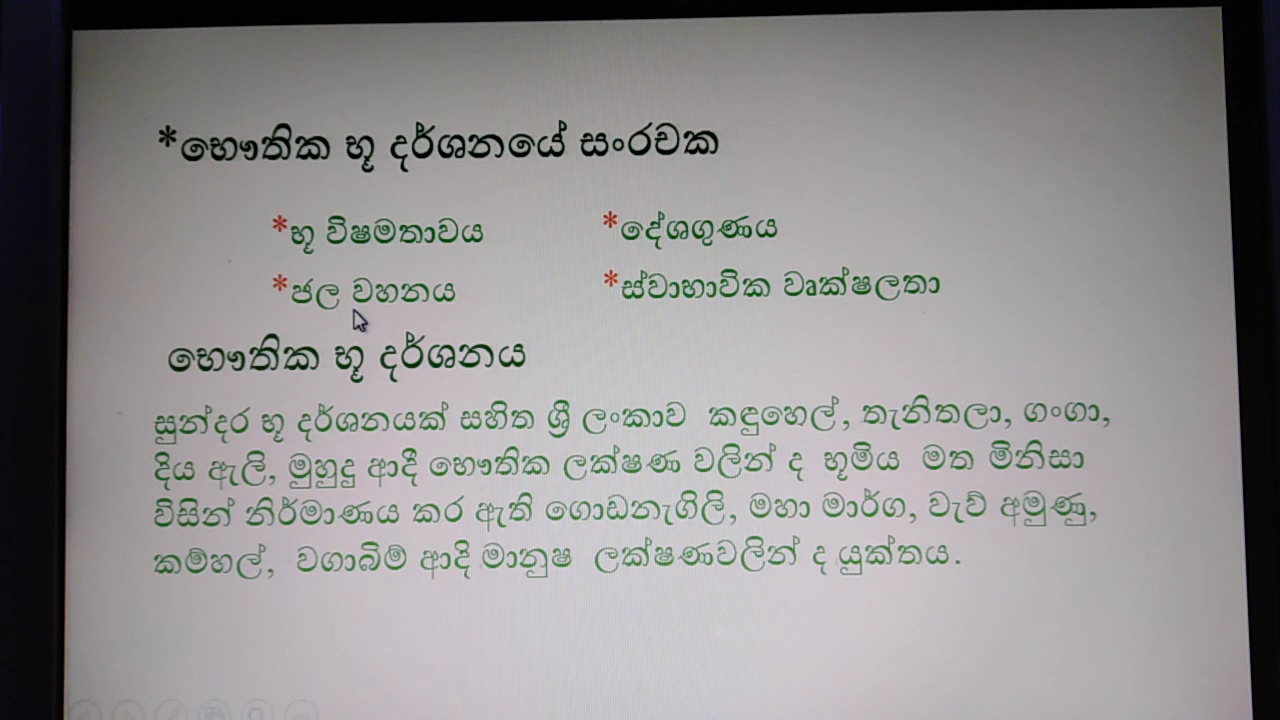 *භෞතික භූ දර්ශනයේ සංරචක
*භූ විෂමතාවය *දේශගුණය
*ජල වහනය *ස්වාභාවික වෘක්ෂලතා
භෞතික භූ දර්ශනය
සුන්දර භූ දර්ශනයක් සහිත ශ්‍රී ලංකාව කඳුහෙල්, තැනිතලා, ගංගා,
දිය ඇලි, මුහුදු ආදී භෞතික ලක්ෂණ වලින් ද භූමිය මත මිනිසා
විසින් නිර්මාණය කර ඇති ගොඩනැගිලි, මහා මාර්ග, වැව් අමුණු,
කම්හල්, වගාබිම් ආදි මානුෂ ලක්ෂණවලින් ද යුක්තය.